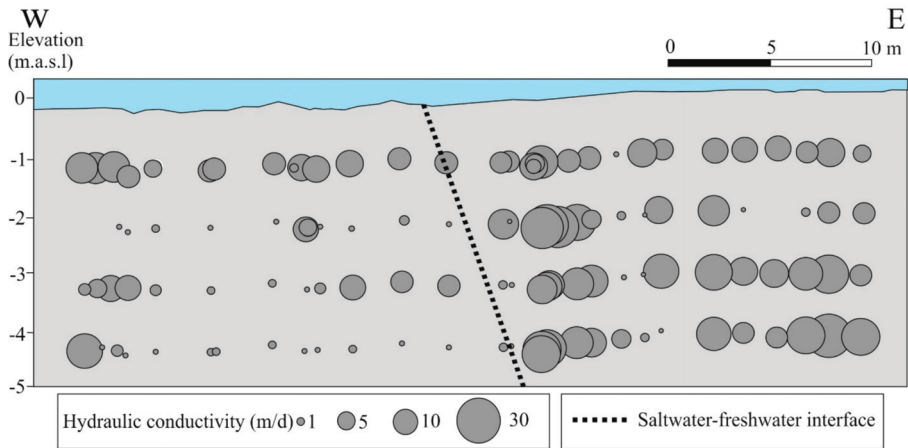 W E
Elevation
(m.a.s.l)
0 5 10 m
0
-1
-2
-3
-4
-5
Hydraulic conductivity (m/d) 1 5 10 30
Saltwater-freshwater interface